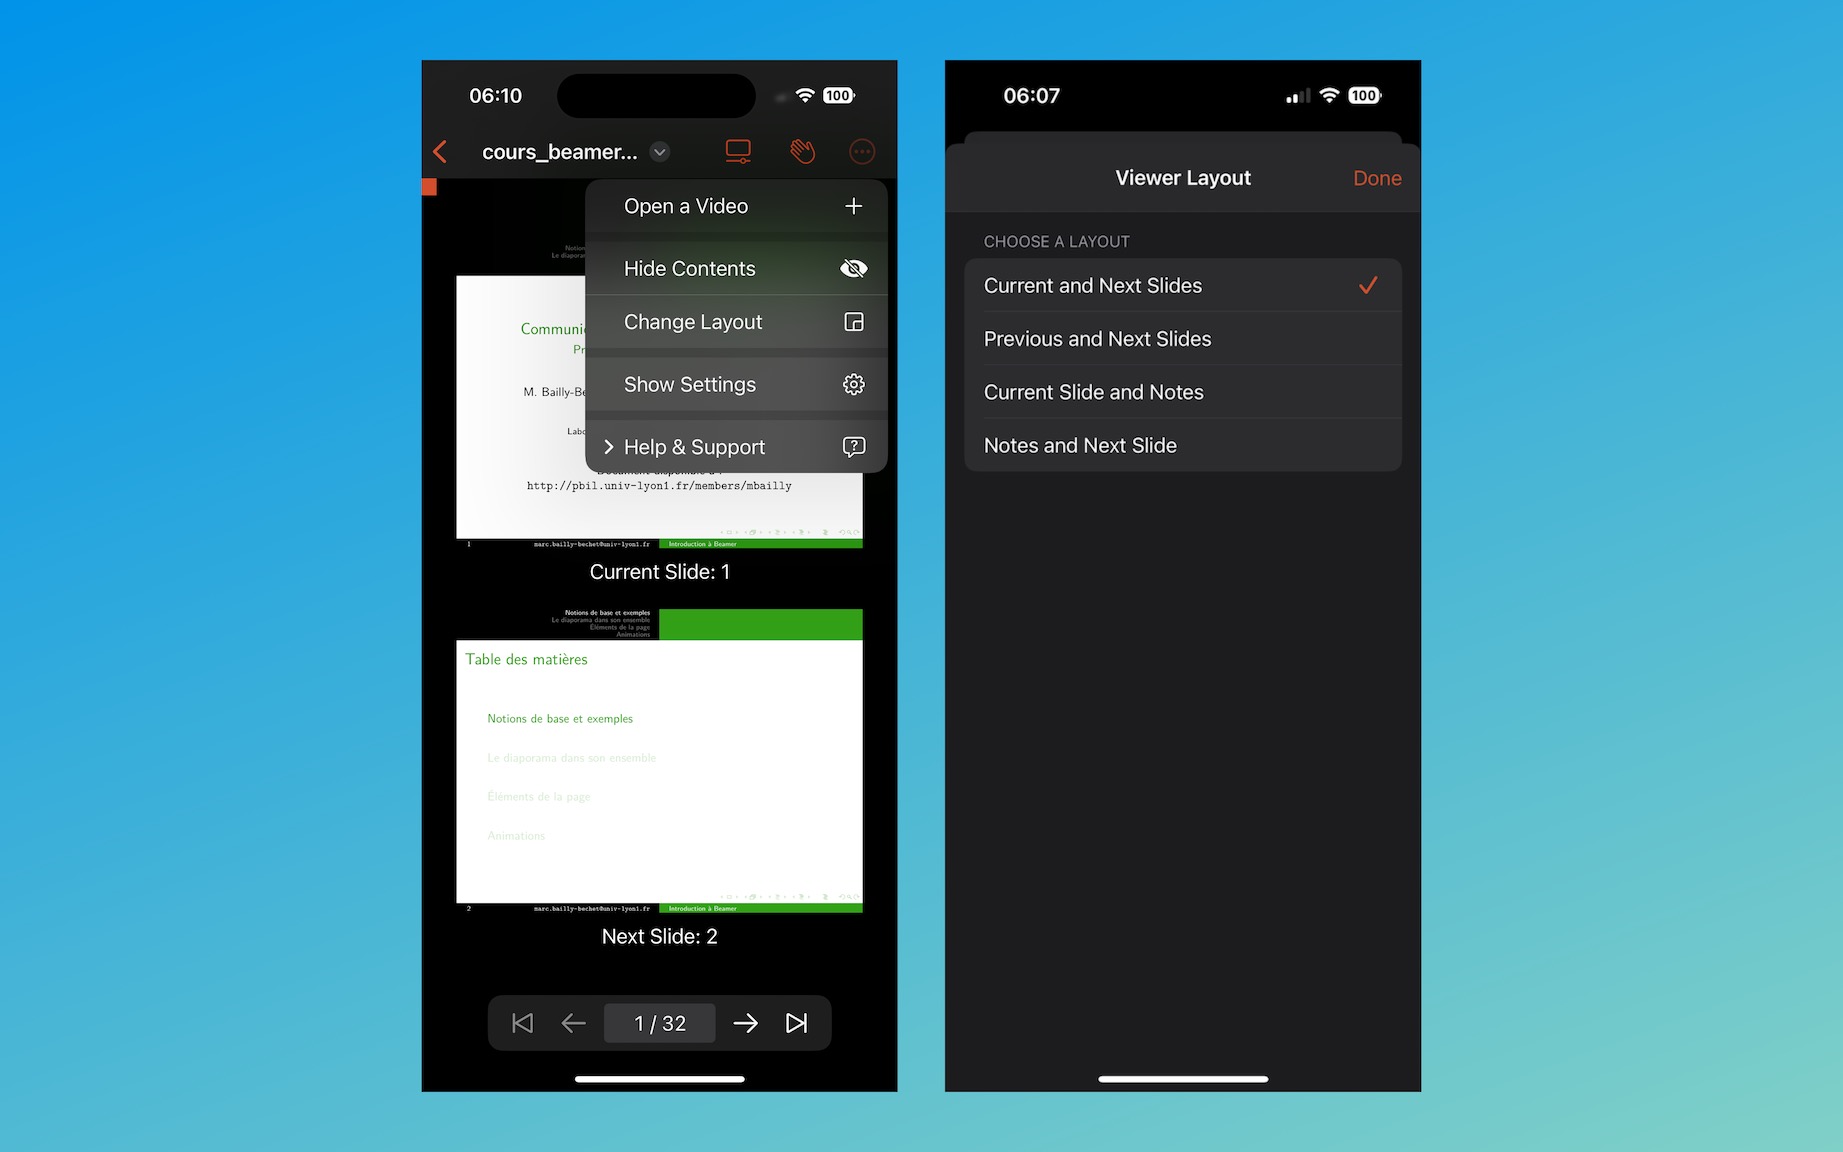 06:10
100
cours_beamer...
Open a Video
Hide Contents
Change Layout
Show Settings
Help & Support
Notion
Le diapora
Communi
Pr
M. Bailly-Be
Labo
http://pbil.univ-lyon1.fr/members/mbailly
1 marc.bailly-bechet@univ-lyon1.fr Introduction à Beamer
Current Slide: 1
Notions de base et exemples
Le diaporama dans son ensemble
Éléments de la page
Animations
Table des matières
Notions de base et exemples
Le diaporama dans son ensemble
Éléments de la page
Animations
2 marc.bailly-bechet@univ-lyon1.fr Introduction à Beamer
Next Slide: 2
1 / 32
06:07
100
Viewer Layout
Done
CHOOSE A LAYOUT
Current and Next Slides
Previous and Next Slides
Current Slide and Notes
Notes and Next Slide